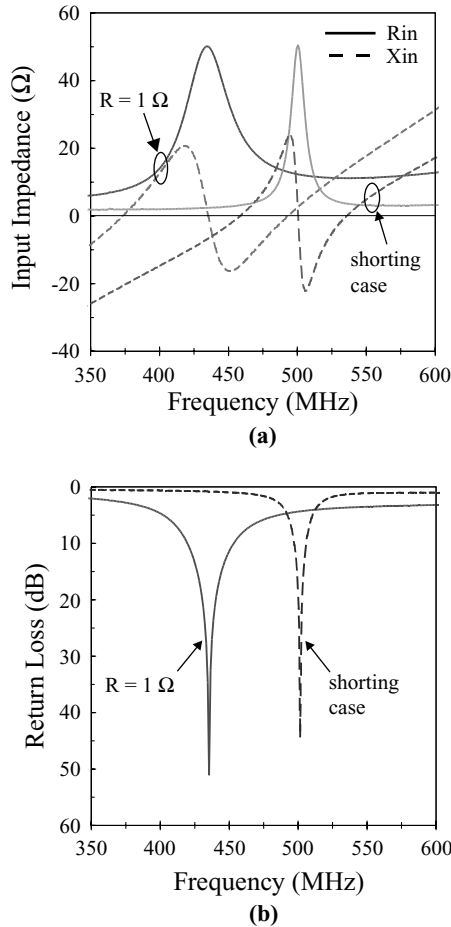 60
40
20
0
-20
-40
Input Impedance (Ω)
Rin
Xin
R = 1 Ω
shorting
case
350 400 450 500 550 600
Frequency (MHz)
(a)
0
10
20
30
40
50
60
Return Loss (dB)
R = 1 Ω
shorting
case
350 400 450 500 550 600
Frequency (MHz)
(b)